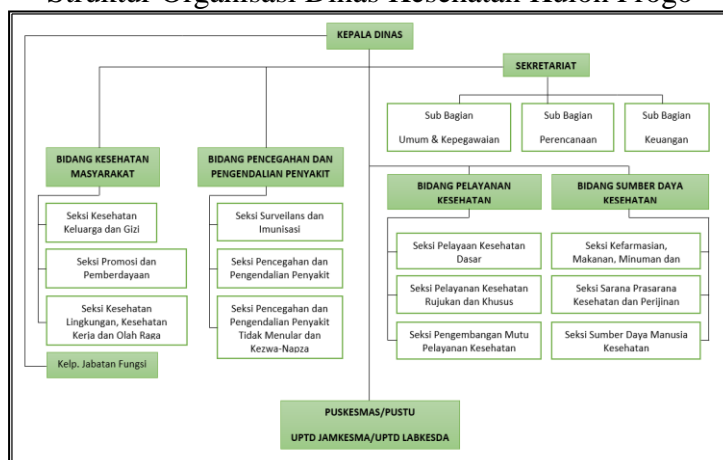 Struktur Organisasi Dinas Kesehatan Kulon Progo
KEPALA DINAS
SEKRETARIAT
Sub Bagian
Umum & Kepegawaian
Sub Bagian
Perencanaan
Sub Bagian
Keuangan
BIDANG KESEHATAN
MASYARAKAT
Seksi Kesehatan
Keluarga dan Gizi
Seksi Promosi dan
Pemberdayaan
Seksi Kesehatan
Lingkungan, Kesehatan
Kerja dan Olah Raga
Kelp. Jabatan Fungsi
BIDANG PENCEGAHAN DAN
PENGENDALIAN PENYAKIT
Seksi Surveilans dan
Imunisasi
Seksi Pencegahan dan
Pengendalian Penyakit
Seksi Pencegahan dan
Pengendalian Penyakit
Tidak Menular dan
Kezwa-Napza
BIDANG PELAYANAN
KESEHATAN
Seksi Pelayaan Kesehatan
Dasar
Seksi Pelayanan Kesehatan
Rujukan dan Khusus
Seksi Pengembangan Mutu
Pelayanan Kesehatan
BIDANG SUMBER DAYA
KESEHATAN
Seksi Kefarmasian,
Makanan, Minuman dan
Seksi Sarana Prasarana
Kesehatan dan Perijinan
Seksi Sumber Daya Manusia
Kesehatan
PUSKESMAS/PUSTU
UPTD JAMKESMA/UPTD LABKESDA